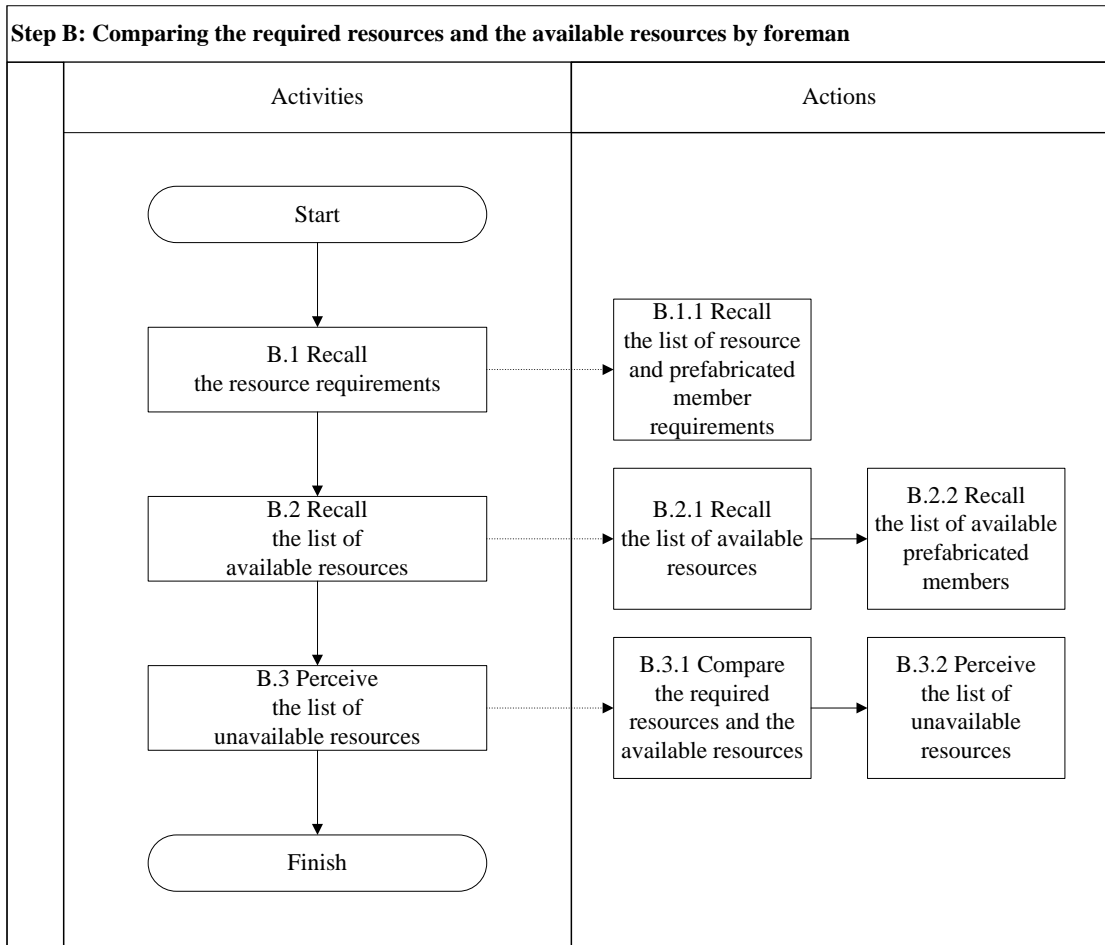 Step B: Comparing the required resources and the available resources by foreman
Activities
Actions
Start
B.1 Recall
the resource requirements
B.1.1 Recall
the list of resource
and prefabricated
member
requirements
B.2 Recall
the list of
available resources
B.2.1 Recall
the list of available
resources
B.2.2 Recall
the list of available
prefabricated
members
B.3 Perceive
the list of
unavailable resources
B.3.1 Compare
the required
resources and the
available resources
B.3.2 Perceive
the list of
unavailable
resources
Finish